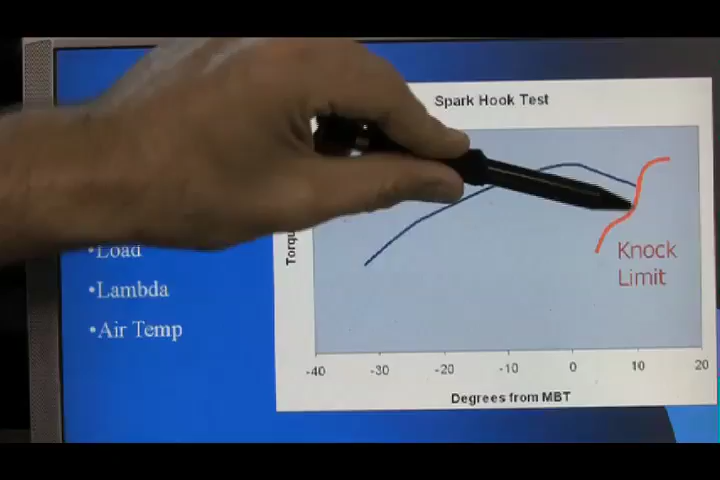 Spark Hook Test
•Load
•Lambda
•Air Temp
Knock
Limit
-40 -30 -20 -10 0 10 20
Degrees from MBT